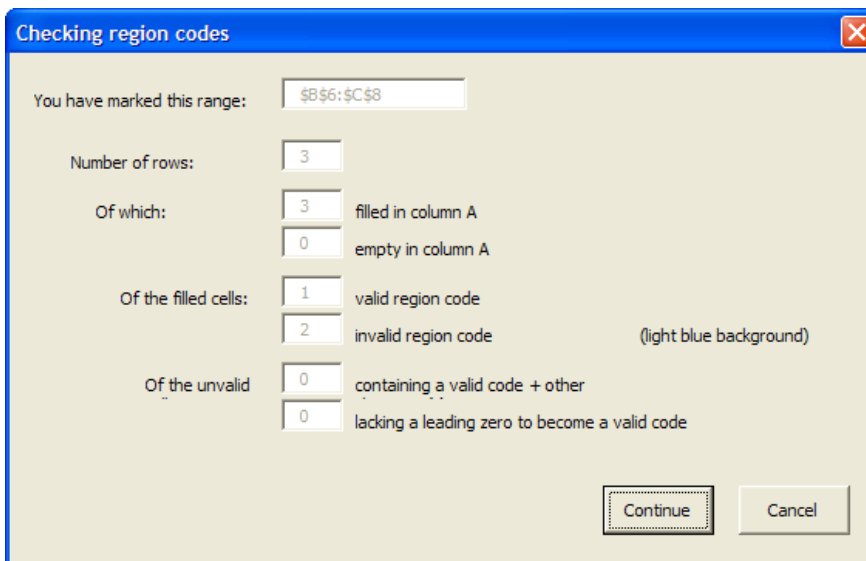 Checking region codes
You have marked this range: $B$6:$C$8
Number of rows: 3
Of which: 3 filled in column A
0 empty in column A
Of the filled cells: 1 valid region code
2 invalid region code (light blue background)
Of the unvalid 0 containing a valid code + other
0 lacking a leading zero to become a valid code
Continue Cancel